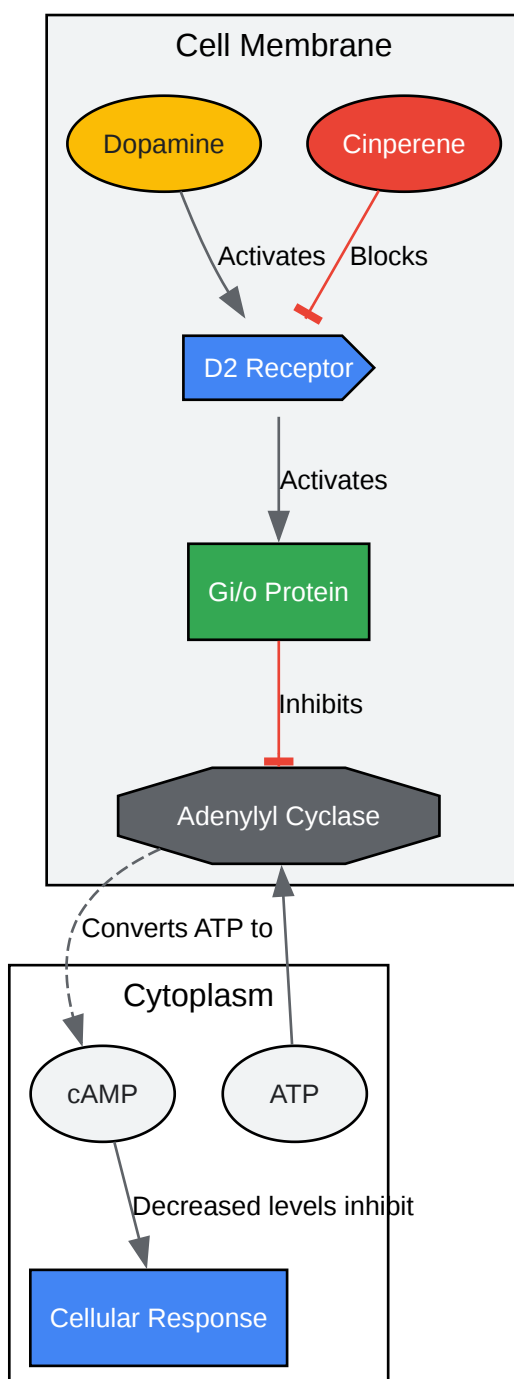 Cell Membrane
Dopamine
Cinperene
Activates
Blocks
D2 Receptor
Activates
Gi/o Protein
Inhibits
Adenylyl Cyclase
Converts ATP to
Cytoplasm
cAMP
ATP
Decreased levels inhibit
Cellular Response